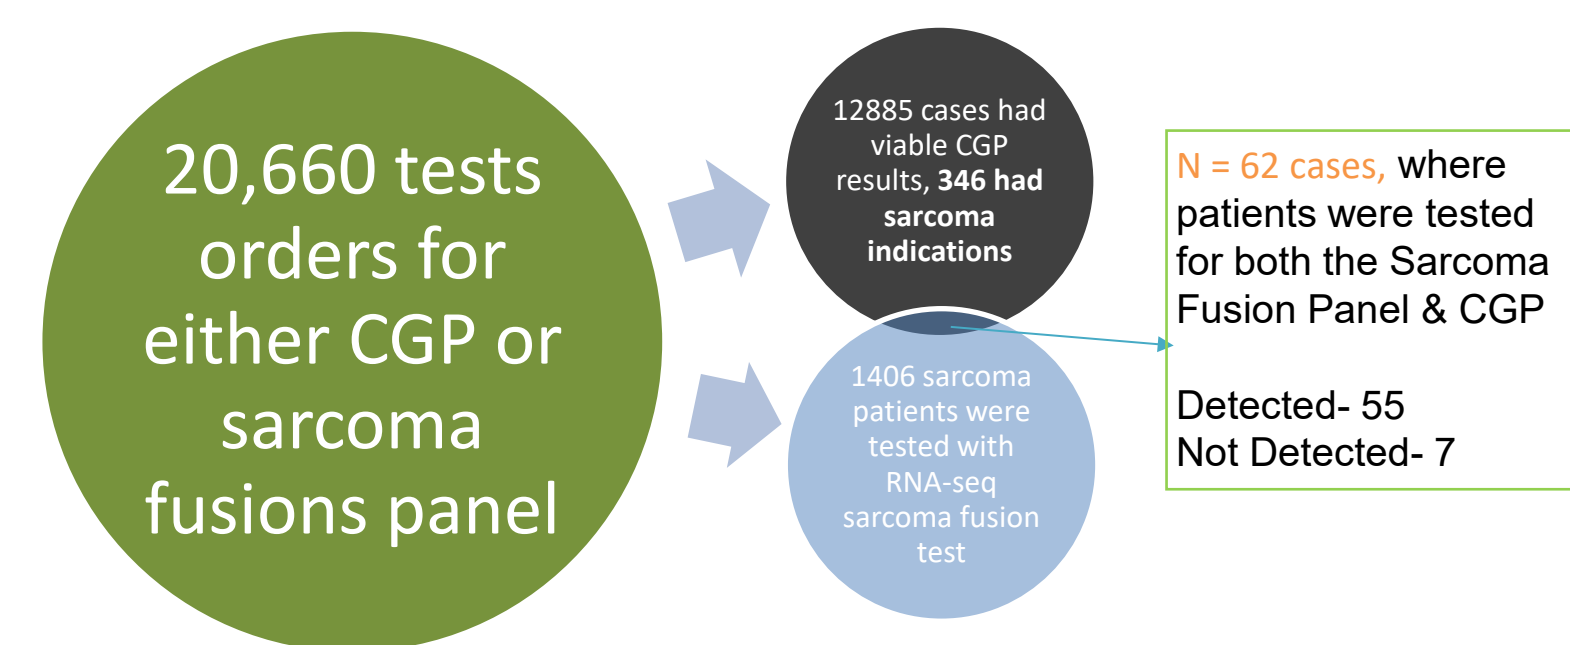 20,660 tests
orders for
either CGP or
sarcoma
fusions panel
12885 cases had
viable CGP
results, 346 had
sarcoma
indications
1406 sarcoma
patients were
tested with
RNA-seq
sarcoma fusion
test
N = 62 cases, where
patients were tested
for both the Sarcoma
Fusion Panel & CGP
Detected- 55
Not Detected- 7